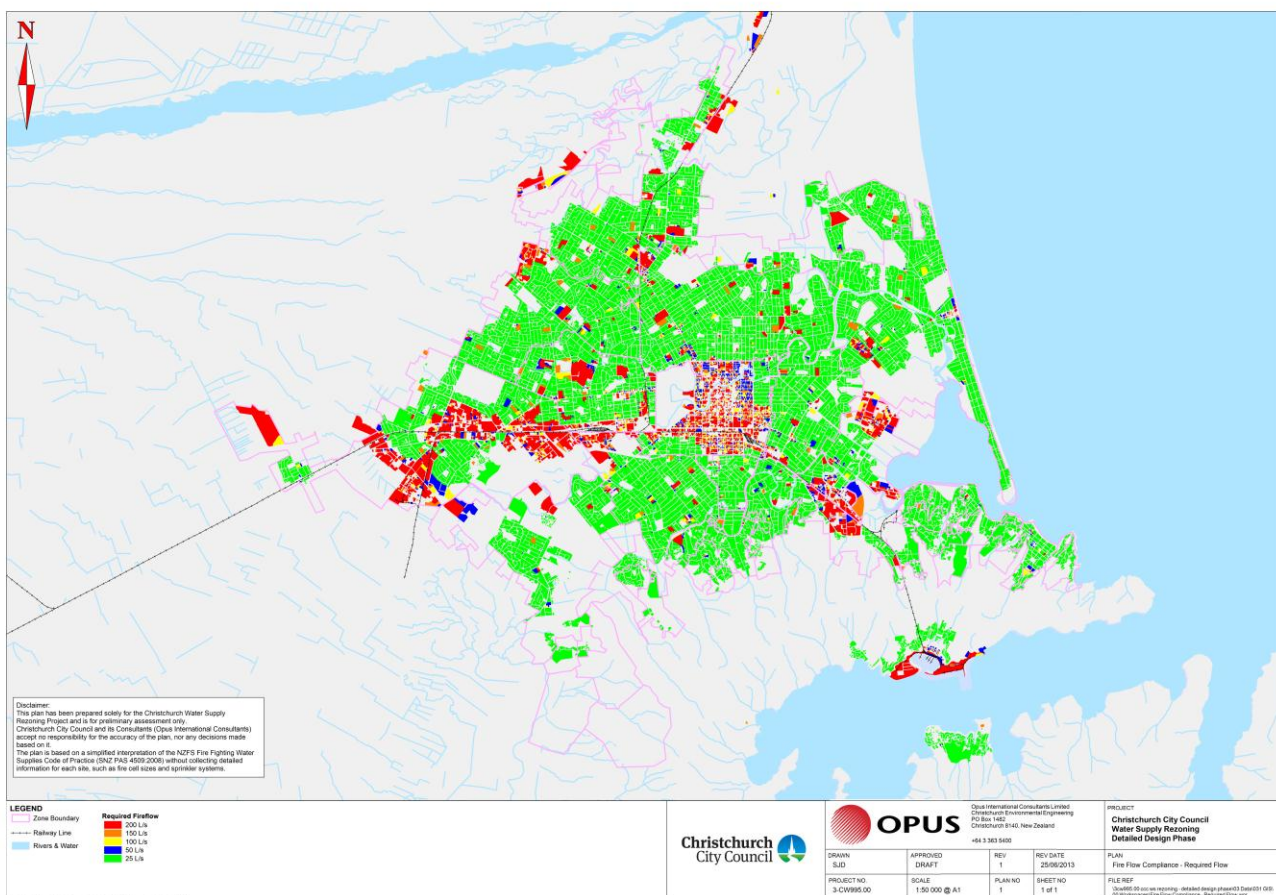 N
Disclaimer:
This plan has been prepared solely for the Christchurch Water Supply
Rezoning Project and is for preliminary assessment only.
Christchurch City Council and its Consultants (Opus International Consultants)
accept no responsibility for the accuracy of the plan, nor any decisions made
based on it.
The plan is based on a simplified interpretation of the NZFS Fire Fighting Water
Supplies Code of Practice (SNZ PAS 4509:2008) without collecting detailed
information for each site, such as fire cell sizes and sprinkler systems.
LEGEND
Zone Boundary
Railway Line
Rivers & Water
Required Fireflow
200 L/s
150 L/s
100 L/s
50 L/s
25 L/s
Christchurch
City Council
OPUS
Opus International Consultants Limited
Christchurch Environmental Engineering
PO Box 1482
Christchurch 8140, New Zealand
+64 3 363 5400
PROJECT
Christchurch City Council
Water Supply Rezoning
Detailed Design Phase
DRAWN
SJD
APPROVED
DRAFT
REV
1
REV DATE
25/06/2013
PLAN
Fire Flow Compliance - Required Flow
PROJECT NO.
3-CW995.00
SCALE
1:50 000 @ A1
PLAN NO
1
SHEET NO
1 of 1
FILE REF